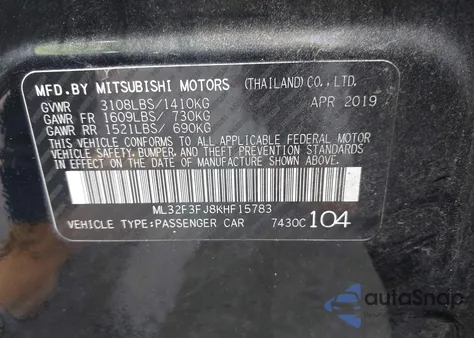 MFD.BY MITSUBISHI MOTORS (THAILAND) CO., LTD.
GVWR 3108LBS/1410KG APR 2019
GAWR FR 1609LBS/ 730KG
GAWR RR 1521LBS/ 690KG
THIS VEHICLE CONFORMS TO ALL APPLICABLE FEDERAL MOTOR
VEHICLE SAFETY, BUMPER, AND THEFT PREVENTION STANDARDS
IN EFFECT ON THE DATE OF MANUFACTURE SHOWN ABOVE.
ML32F3FJ8KHF15783
VEHICLE TYPE:PASSENGER CAR 7430C 104
autoSnap